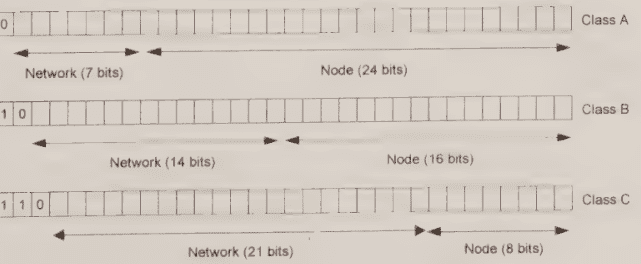 0 Class A
Network (7 bits) Node (24 bits)
1 0 Class B
Network (14 bits) Node (16 bits)
1 1 0 Class C
Network (21 bits) Node (8 bits)